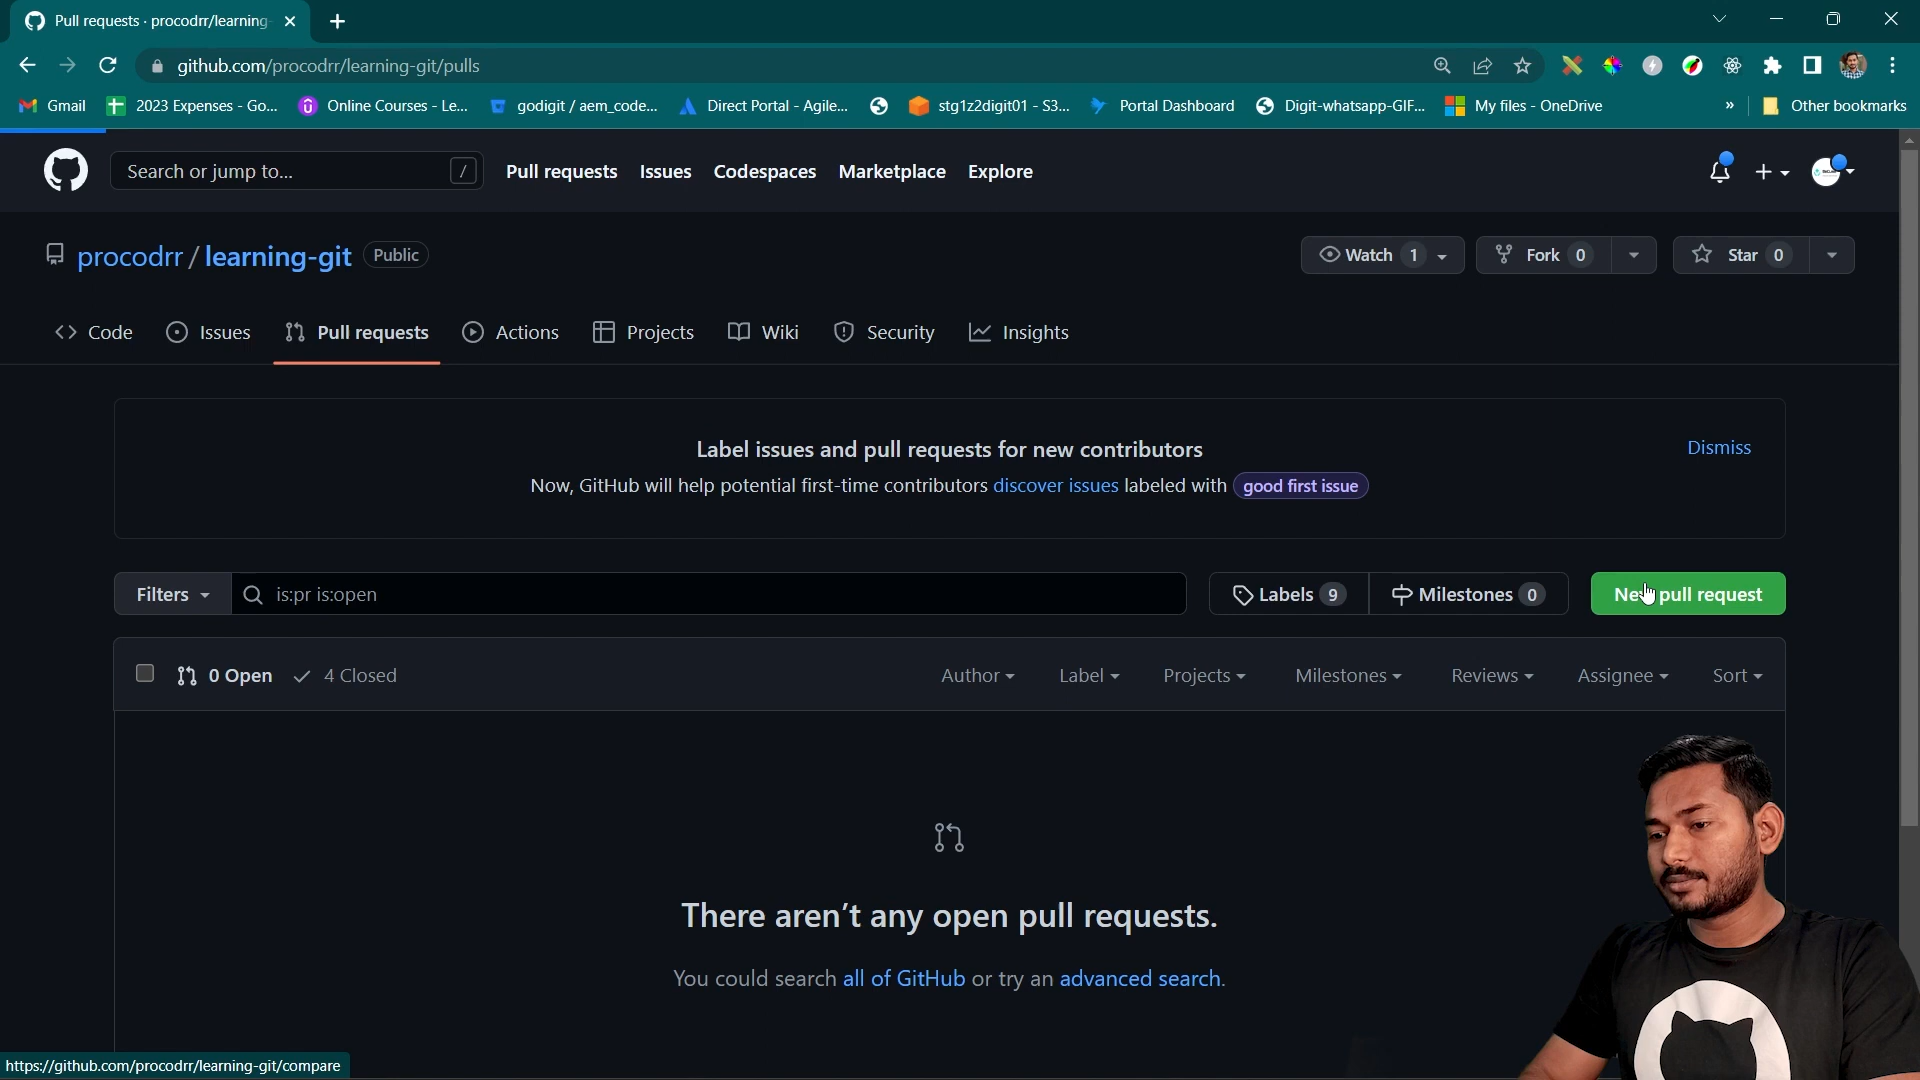 Pull requests · procodrr/learning-
github.com/procodrr/learning-git/pulls
Gmail 2023 Expenses - Go... Online Courses - Le... godigit / aem_code... Direct Portal - Agile... stg1z2digit01 - S3... Portal Dashboard Digit-whatsapp-GIF... My files - OneDrive » Other bookmarks
Search or jump to... / Pull requests Issues Codespaces Marketplace Explore
procodrr / learning-git Public Watch 1 Fork 0 Star 0
Code Issues Pull requests Actions Projects Wiki Security Insights
Label issues and pull requests for new contributors Dismiss
Now, GitHub will help potential first-time contributors discover issues labeled with good first issue
Filters is:pr is:open Labels 9 Milestones 0 New pull request
0 Open 4 Closed Author Label Projects Milestones Reviews Assignee Sort
There aren’t any open pull requests.
You could search all of GitHub or try an advanced search.
https://github.com/procodrr/learning-git/compare